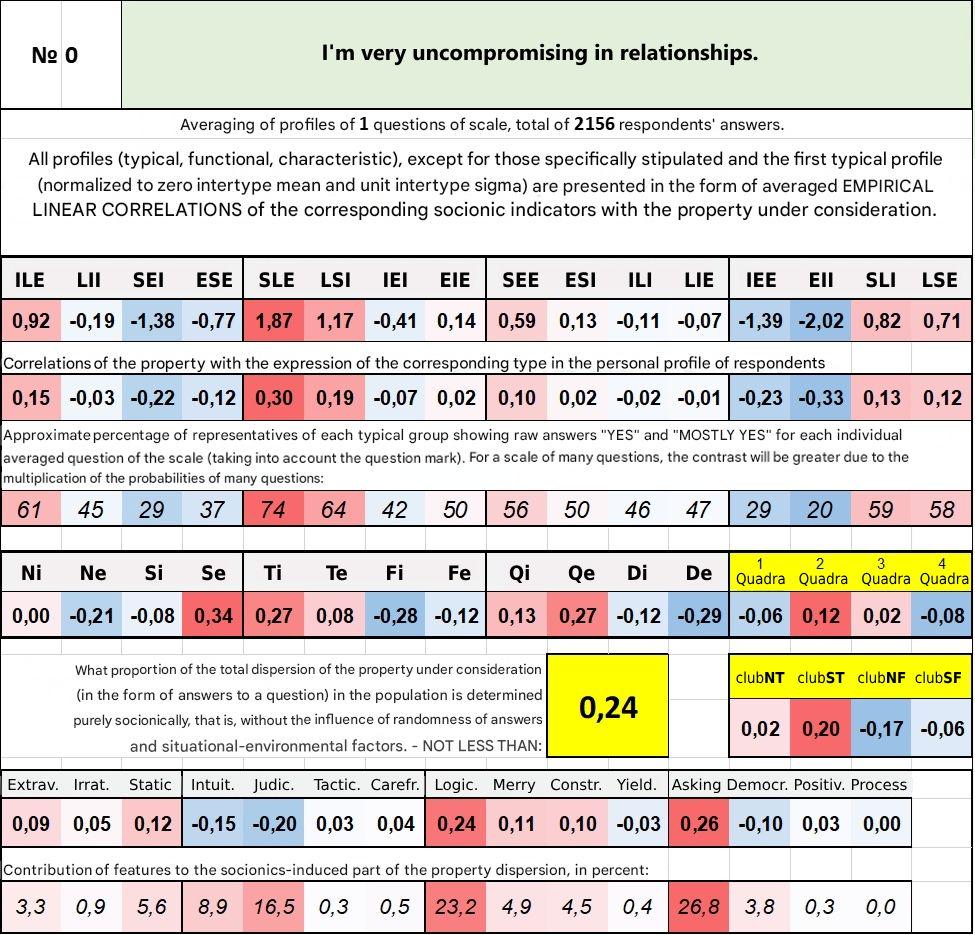 № 0
I'm very uncompromising in relationships.
Averaging of profiles of 1 questions of scale, total of 2156 respondents' answers.
All profiles (typical, functional, characteristic), except for those specifically stipulated and the first typical profile
(normalized to zero intertype mean and unit intertype sigma) are presented in the form of averaged EMPIRICAL
LINEAR CORRELATIONS of the corresponding socionic indicators with the property under consideration.
ILE LII SEI ESE SLE LSI IEI EIE SEE ESI ILI LIE IEE EII SLI LSE
0,92 -0,19 -1,38 -0,77 1,87 1,17 -0,41 0,14 0,59 0,13 -0,11 -0,07 -1,39 -2,02 0,82 0,71
Correlations of the property with the expression of the corresponding type in the personal profile of respondents
0,15 -0,03 -0,22 -0,12 0,30 0,19 -0,07 0,02 0,10 0,02 -0,02 -0,01 -0,23 -0,33 0,13 0,12
Approximate percentage of representatives of each typical group showing raw answers "YES" and "MOSTLY YES" for each individual
averaged question of the scale (taking into account the question mark). For a scale of many questions, the contrast will be greater due to the
multiplication of the probabilities of many questions:
61 45 29 37 74 64 42 50 56 50 46 47 29 20 59 58
Ni Ne Si Se Ti Te Fi Fe Qi Qe Di De 1 Quadra 2 Quadra 3 Quadra 4 Quadra
0,00 -0,21 -0,08 0,34 0,27 0,08 -0,28 -0,12 0,13 0,27 -0,12 -0,29 -0,06 0,12 0,02 -0,08
What proportion of the total dispersion of the property under consideration
(in the form of answers to a question) in the population is determined
purely socionically, that is, without the influence of randomness of answers
and situational-environmental factors. - NOT LESS THAN:
0,24
clubNT clubST clubNF clubSF
0,02 0,20 -0,17 -0,06
Extrav. Irrat. Static Intuit. Judic. Tactic. Carefr. Logic. Merry Constr. Yield. Asking Democr. Positiv. Process
0,09 0,05 0,12 -0,15 -0,20 0,03 0,04 0,24 0,11 0,10 -0,03 0,26 -0,10 0,03 0,00
Contribution of features to the socionics-induced part of the property dispersion, in percent:
3,3 0,9 5,6 8,9 16,5 0,3 0,5 23,2 4,9 4,5 0,4 26,8 3,8 0,3 0,0